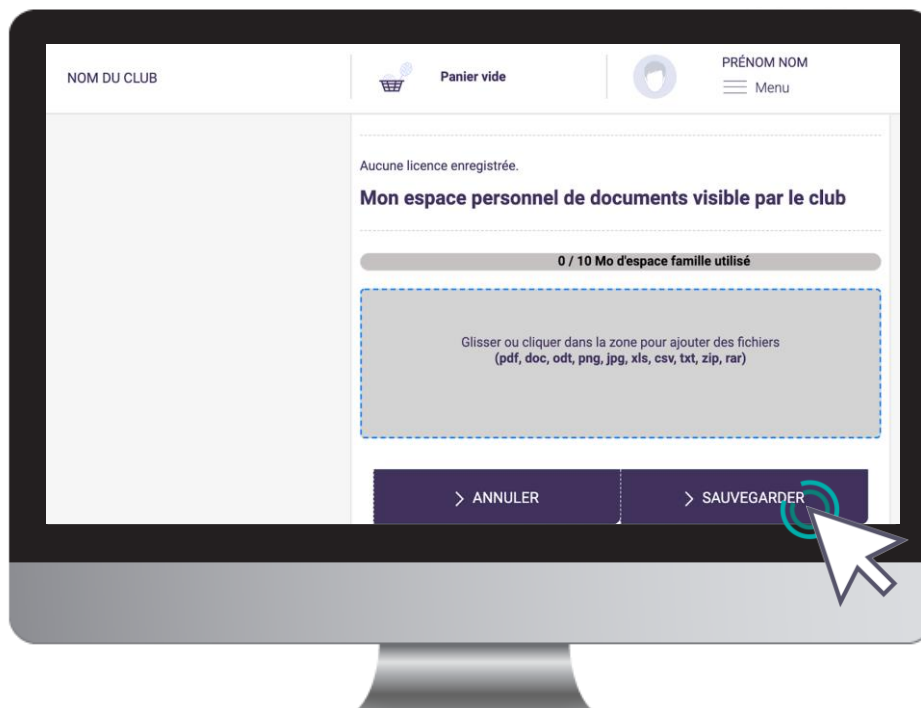 NOM DU CLUB
Panier vide
PRÉNOM NOM
Menu
Aucune licence enregistrée.
Mon espace personnel de documents visible par le club
0 / 10 Mo d'espace famille utilisé
Glisser ou cliquer dans la zone pour ajouter des fichiers
(pdf, doc, odt, png, jpg, xls, csv, txt, zip, rar)
ANNULER
SAUVEGARDER